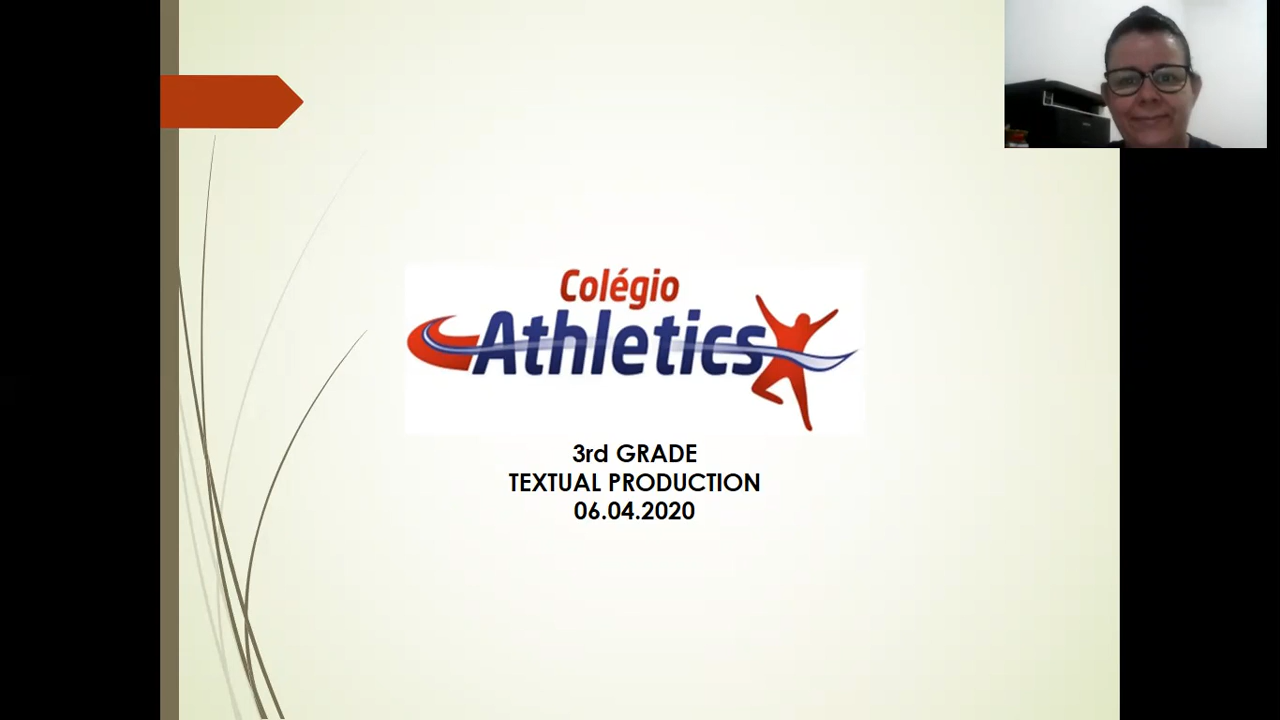 Colégio
Athletics
3rd GRADE
TEXTUAL PRODUCTION
06.04.2020